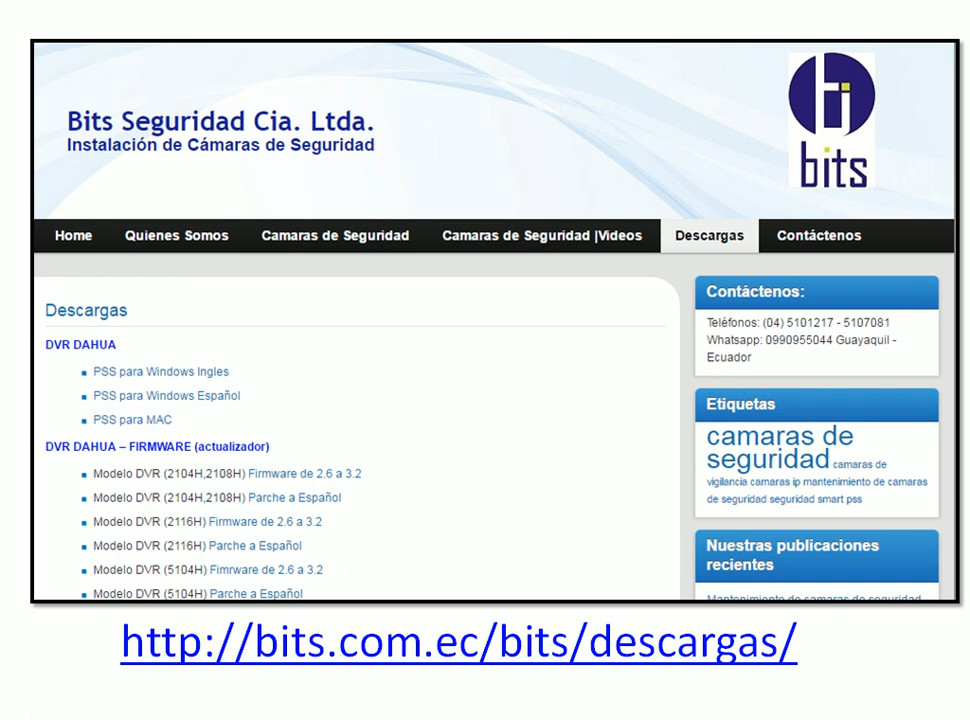 Bits Seguridad Cia. Ltda.
Instalación de Cámaras de Seguridad
bits
Home Quienes Somos Camaras de Seguridad Camaras de Seguridad |Videos Descargas Contáctenos
Descargas
DVR DAHUA
PSS para Windows Ingles
PSS para Windows Español
PSS para MAC
DVR DAHUA – FIRMWARE (actualizador)
Modelo DVR (2104H,2108H) Firmware de 2.6 a 3.2
Modelo DVR (2104H,2108H) Parche a Español
Modelo DVR (2116H) Firmware de 2.6 a 3.2
Modelo DVR (2116H) Parche a Español
Modelo DVR (5104H) Fimrware de 2.6 a 3.2
Modelo DVR (5104H) Parche a Español
Contáctenos:
Teléfonos: (04) 5101217 - 5107081
Whatsapp: 0990955044 Guayaquil -
Ecuador
Etiquetas
camaras de
seguridad camaras de
vigilancia camaras ip mantenimiento de camaras
de seguridad seguridad smart pss
Nuestras publicaciones
recientes
Mantenimiento de camaras de seguridad
http://bits.com.ec/bits/descargas/